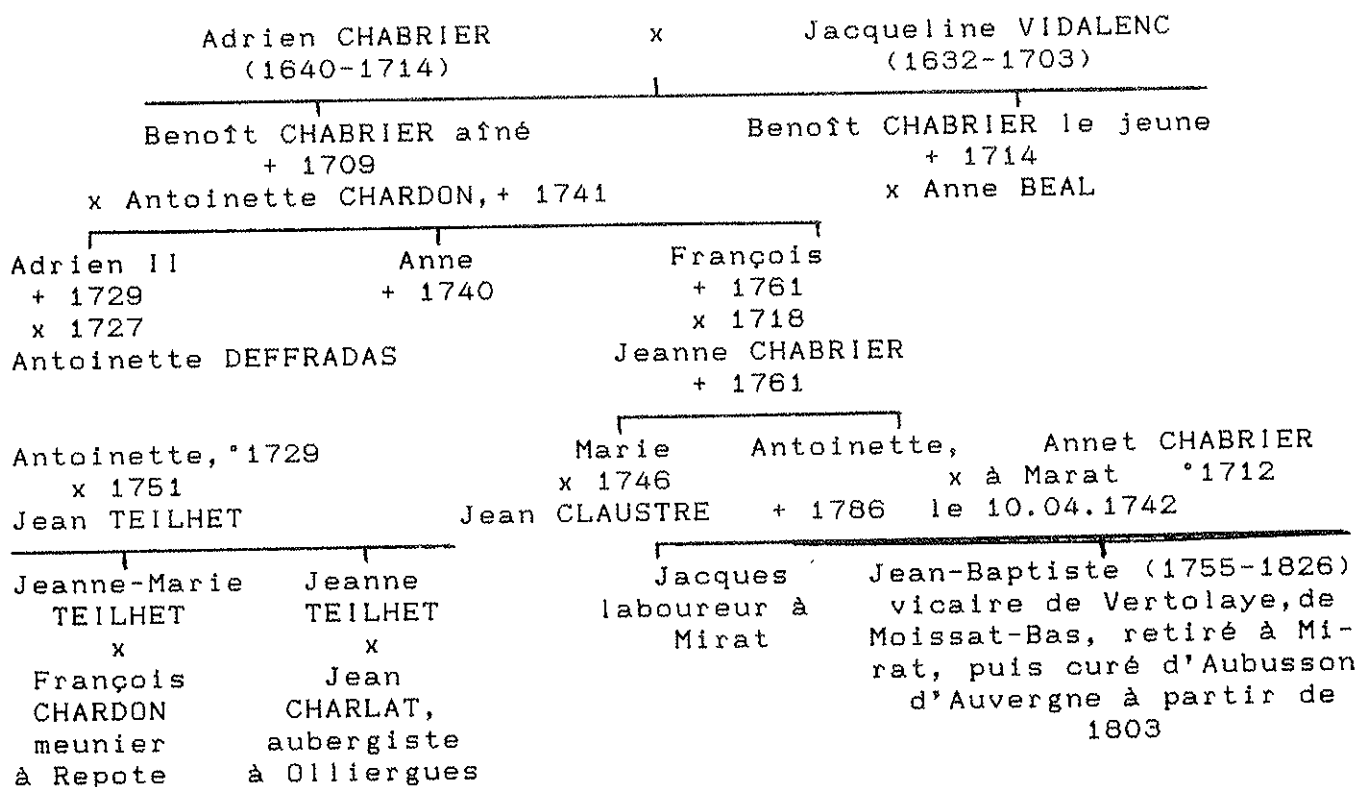 Adrien CHABRIER x Jacqueline VIDALENC
(1640-1714) (1632-1703)
Benoît CHABRIER aîné Benoît CHABRIER le jeune
+ 1709 + 1714
x Antoinette CHARDON, + 1741 x Anne BEAL
Adrien II Anne François
+ 1729 + 1740 + 1761
x 1727 x 1718
Antoinette DEFFRADAS Jeanne CHABRIER
+ 1761
Antoinette, °1729 Marie Antoinette, Annet CHABRIER
x 1751 x 1746 x à Marat °1712
Jean TEILHET Jean CLAUSTRE + 1786 le 10.04.1742
Jeanne-Marie Jeanne Jacques Jean-Baptiste (1755-1826)
TEILHET TEILHET laboureur à vicaire de Vertolaye, de
x x Mirat Moissat-Bas, retiré à Mi-
François Jean rat, puis curé d'Aubusson
CHARDON CHARLAT, d'Auvergne à partir de
meunier aubergiste 1803
à Repote à Olliergues